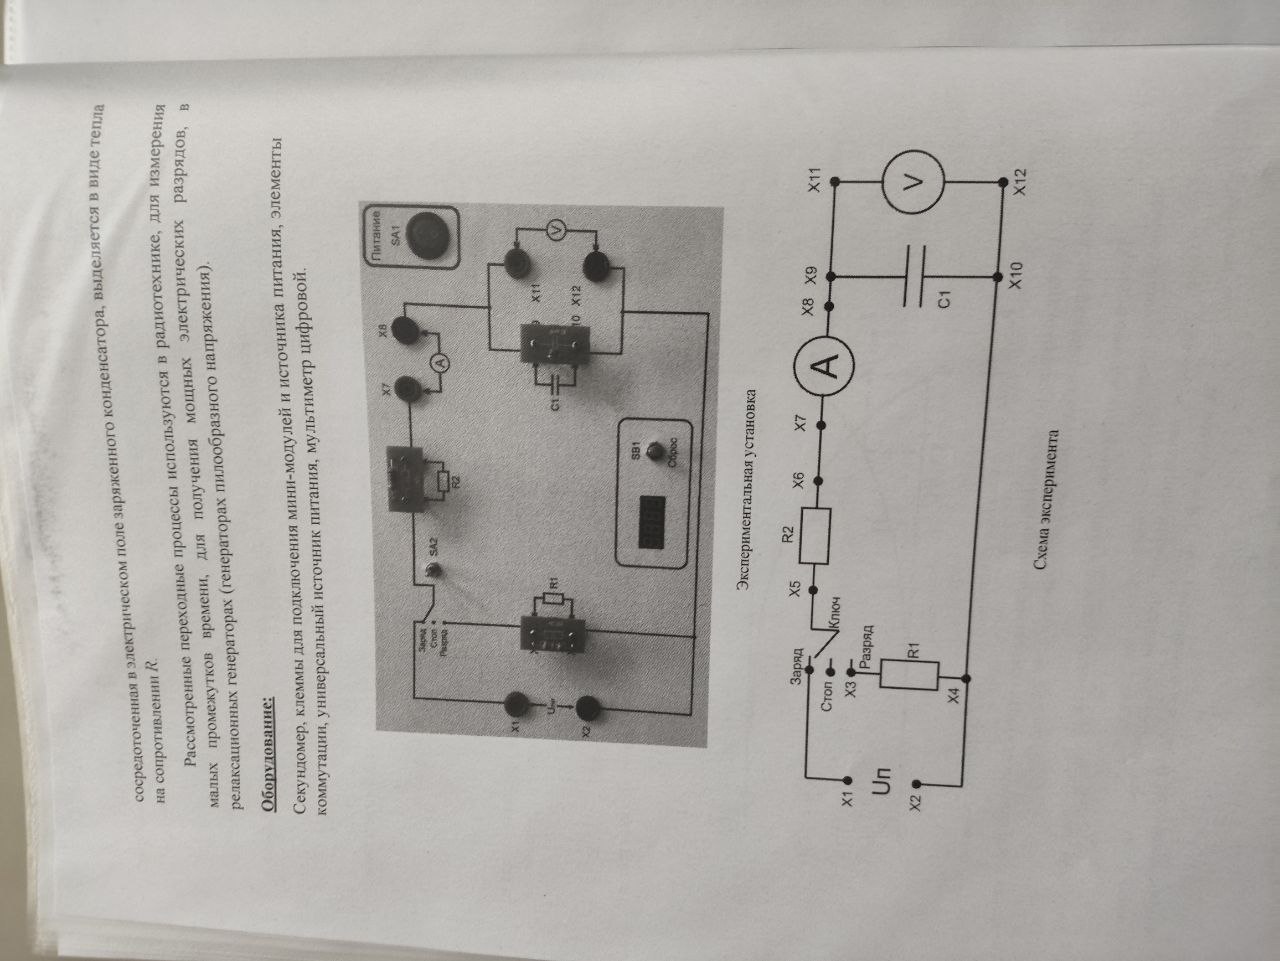 сосредоточенная в электрическом поле заряженного конденсатора, выделяется в виде тепла
на сопротивлении R.
Рассмотренные переходные процессы используются в радиотехнике, для измерения
малых промежутков времени, для получения мощных электрических разрядов, в
релаксационных генераторах (генераторах пилообразного напряжения).
Оборудование:
Секундомер, клеммы для подключения мини-модулей и источника питания, элементы
коммутации, универсальный источник питания, мультиметр цифровой.
Питание
SA1
X7
X8
Заряд
Стоп
Разряд
SA2
A
R2
X1
Uпит
X2
R1
C1
9
X11
V
10
X12
SB1
Сброс
Экспериментальная установка
Заряд
X5
R2
X6
X7
A
X8
X9
X11
Стоп
Ключ
X1
X3
Разряд
Uп
X2
R1
V
C1
X4
X10
X12
Схема эксперимента